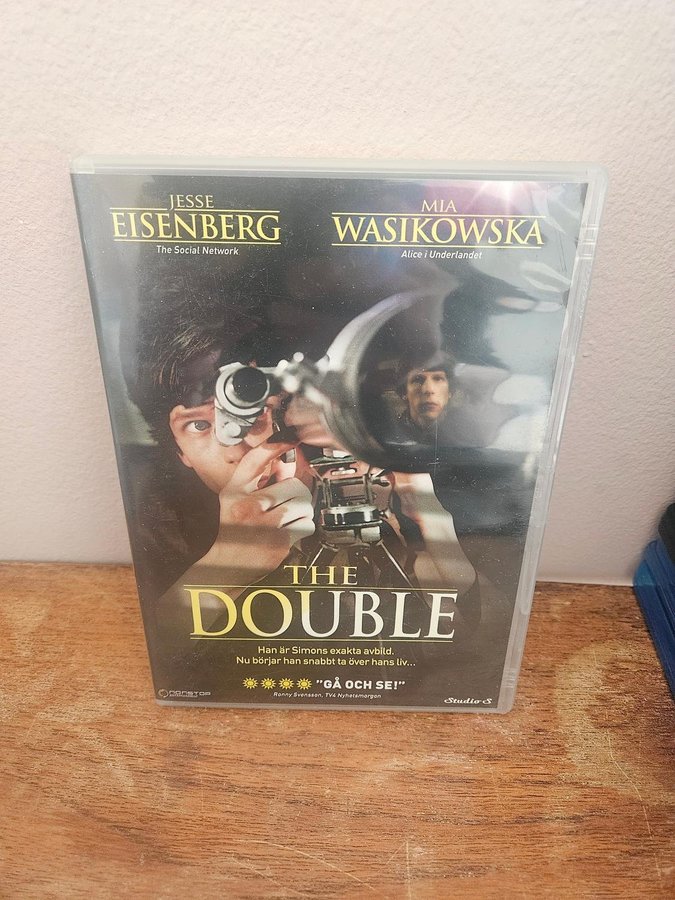 JESSE
EISENBERG
The Social Network
MIA
WASIKOWSKA
Alice i Underlandet
THE
DOUBLE
Han är Simons exakta avbild.
Nu börjar han snabbt ta över hans liv...
"GÅ OCH SE!"
Ronny Svensson, TV4 Nyhetsmorgon
NONSTOP
Studio S